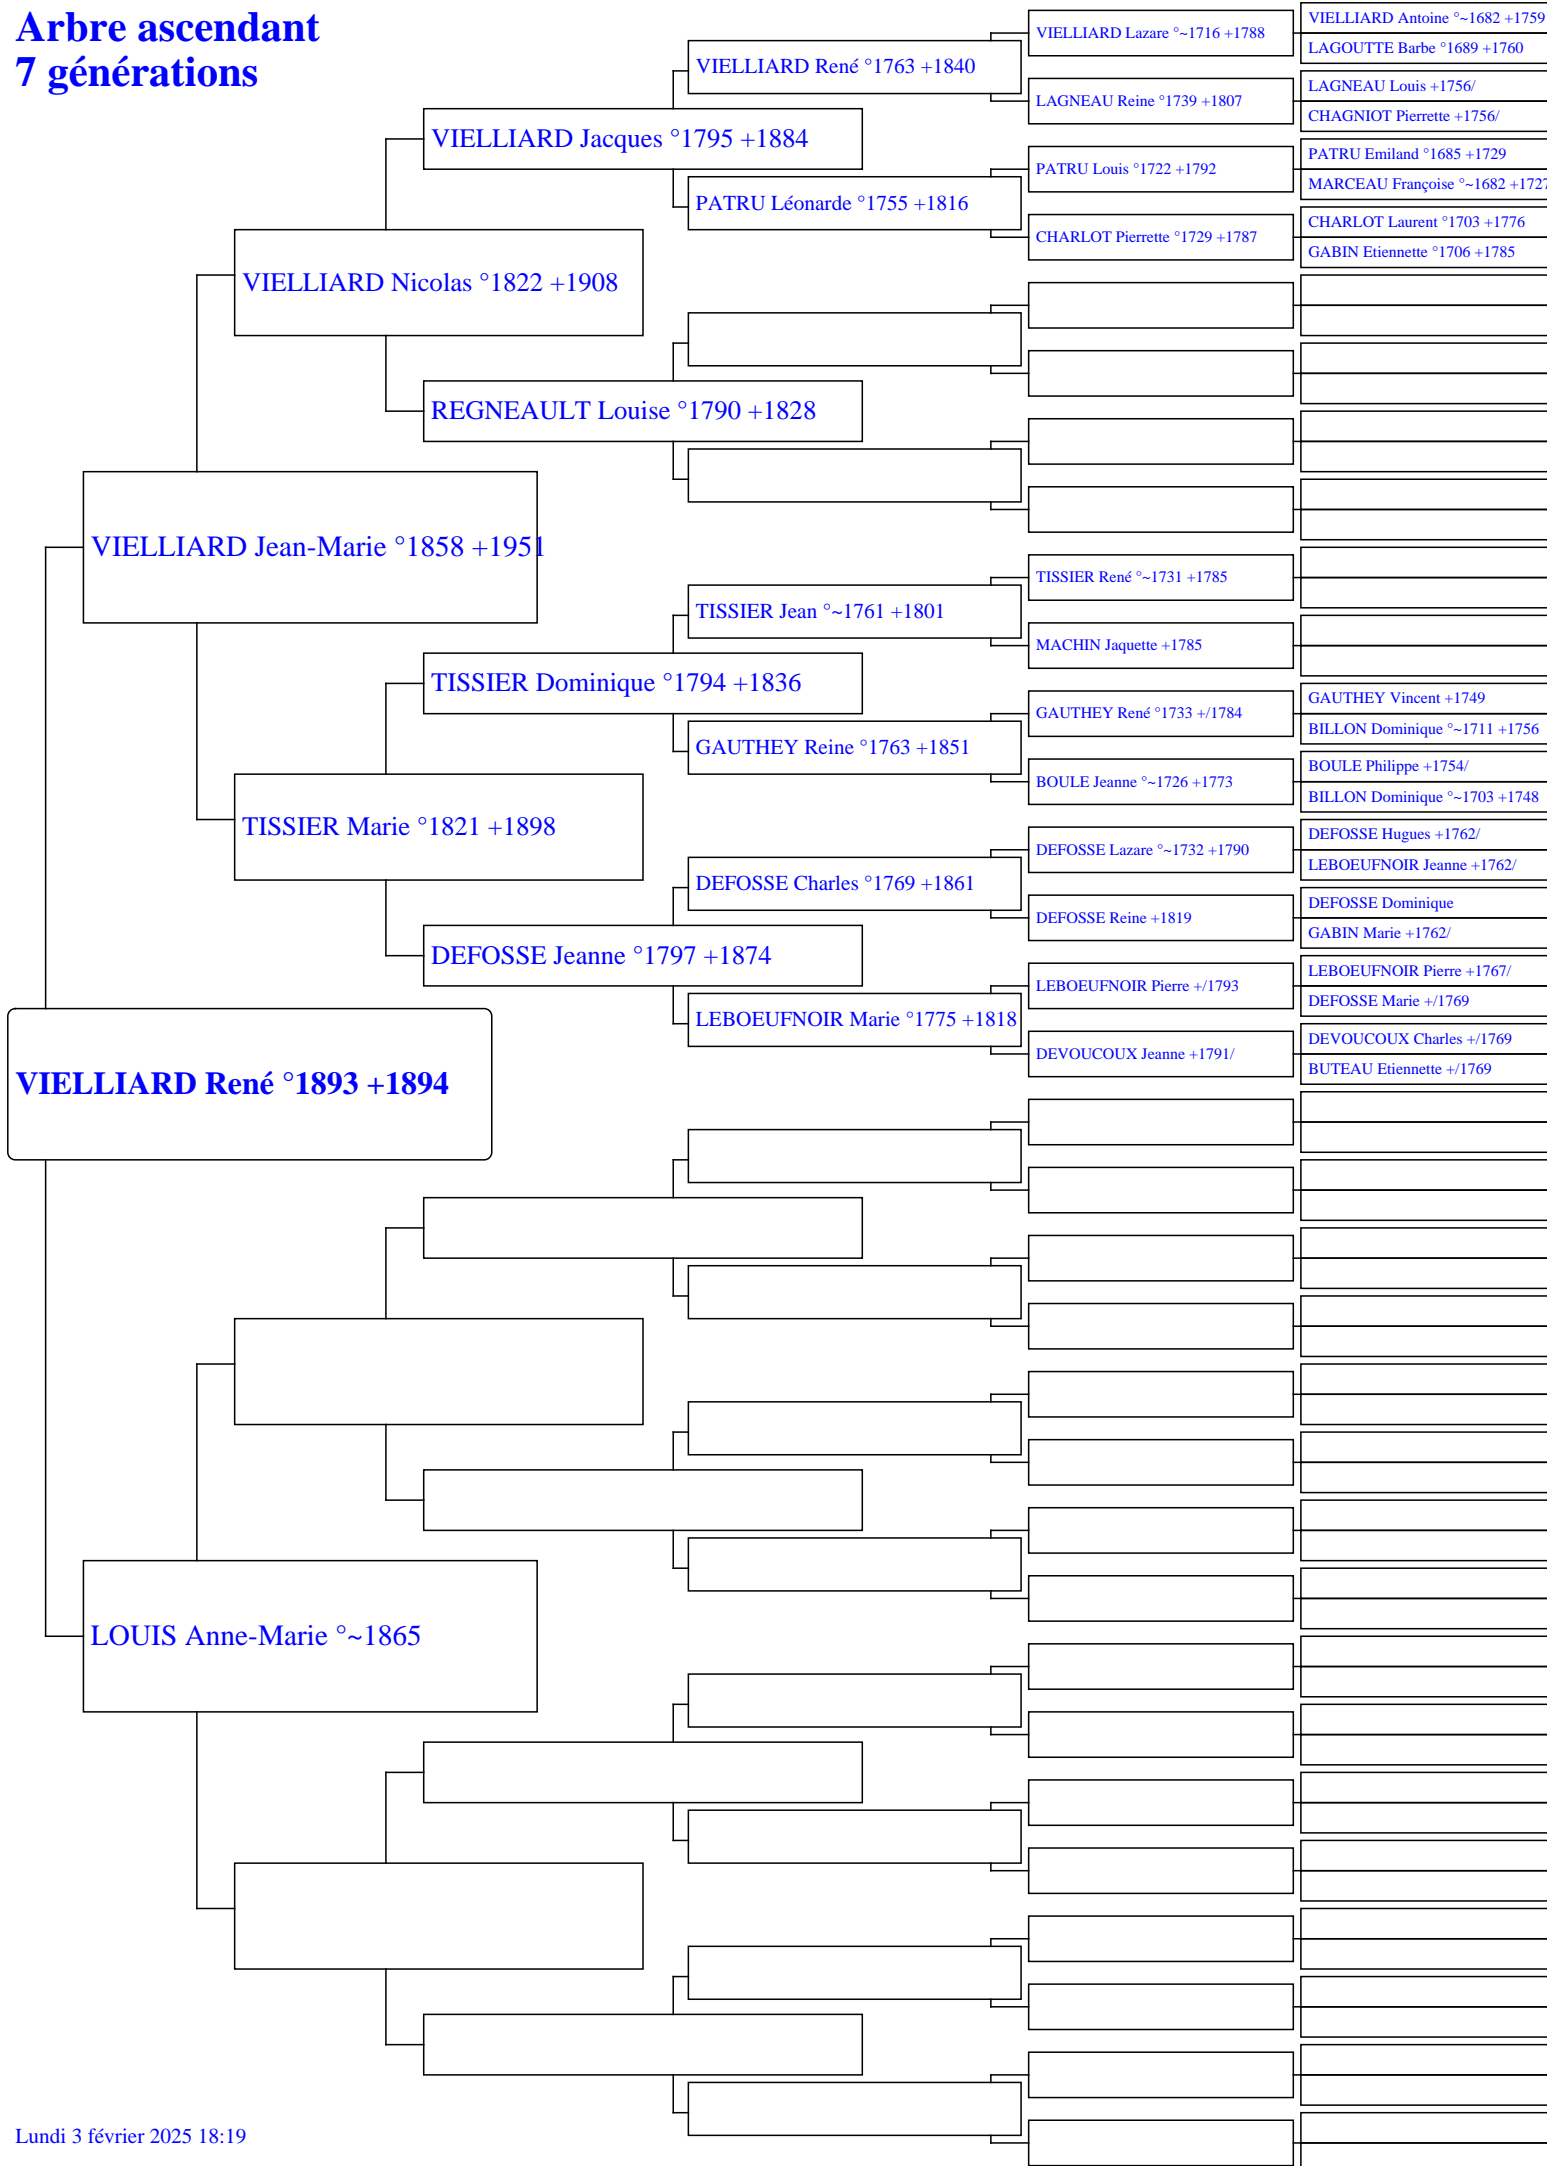 Arbre ascendant
7 générations
VIELLIARD Antoine °~1682 +1759
VIELLIARD Lazare °~1716 +1788
LAGOUTTE Barbe °1689 +1760
VIELLIARD René °1763 +1840
LAGNEAU Louis +1756/
LAGNEAU Reine °1739 +1807
CHAGNIOT Pierrette +1756/
VIELLIARD Jacques °1795 +1884
PATRU Emiland °1685 +1729
PATRU Louis °1722 +1792
MARCEAU Françoise °~1682 +1727
PATRU Léonarde °1755 +1816
CHARLOT Laurent °1703 +1776
CHARLOT Pierrette °1729 +1787
GABIN Etiennette °1706 +1785
VIELLIARD Nicolas °1822 +1908
REGNEAULT Louise °1790 +1828
VIELLIARD Jean-Marie °1858 +1951
TISSIER René °~1731 +1785
TISSIER Jean °~1761 +1801
MACHIN Jaquette +1785
TISSIER Dominique °1794 +1836
GAUTHEY Vincent +1749
GAUTHEY René °1733 +/1784
BILLON Dominique °~1711 +1756
GAUTHEY Reine °1763 +1851
BOULE Philippe +1754/
BOULE Jeanne °~1726 +1773
BILLON Dominique °~1703 +1748
TISSIER Marie °1821 +1898
DEFOSSE Hugues +1762/
DEFOSSE Lazare °~1732 +1790
LEBOEUFNOIR Jeanne +1762/
DEFOSSE Charles °1769 +1861
DEFOSSE Dominique
DEFOSSE Reine +1819
GABIN Marie +1762/
DEFOSSE Jeanne °1797 +1874
LEBOEUFNOIR Pierre +1767/
LEBOEUFNOIR Pierre +/1793
DEFOSSE Marie +/1769
LEBOEUFNOIR Marie °1775 +1818
DEVOUCOUX Charles +/1769
DEVOUCOUX Jeanne +1791/
BUTEAU Etiennette +/1769
VIELLIARD René °1893 +1894
LOUIS Anne-Marie °~1865
Lundi 3 février 2025 18:19